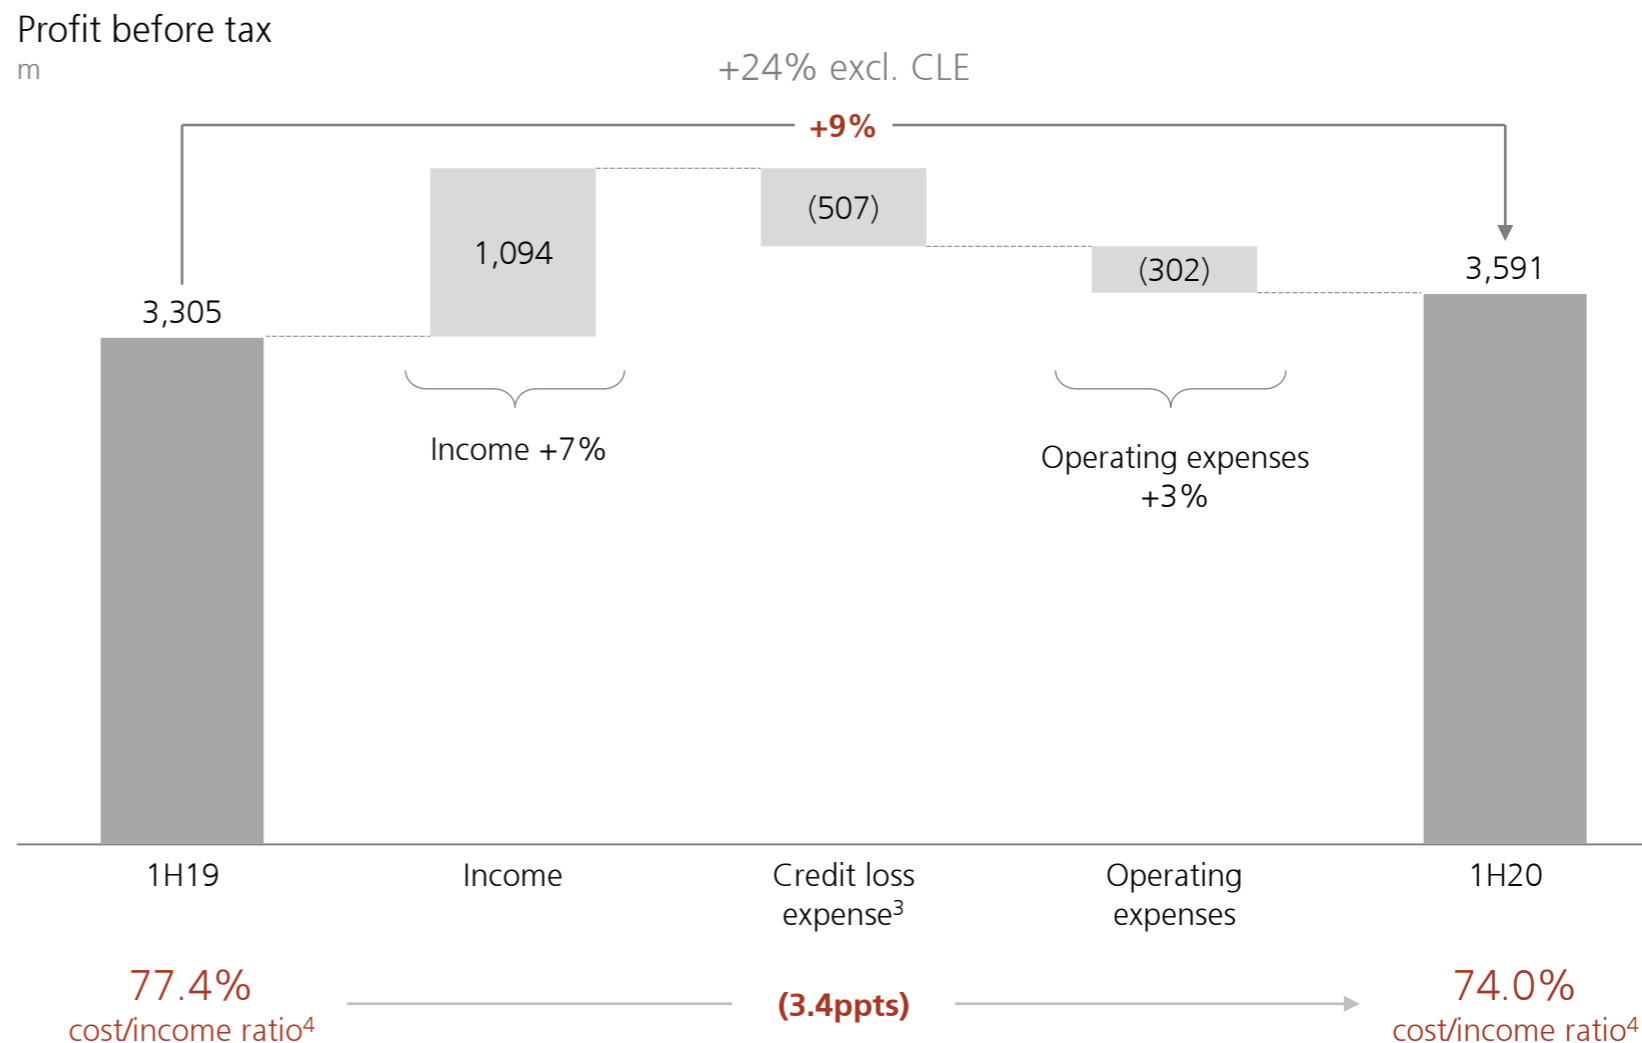 Profit before tax
m
+24% excl. CLE
+9%
3,305
1,094
(507)
(302)
3,591
Income +7%
Operating expenses
+3%
1H19
Income
Credit loss
expense³
Operating
expenses
1H20
77.4%
cost/income ratio⁴
(3.4ppts)
74.0%
cost/income ratio⁴